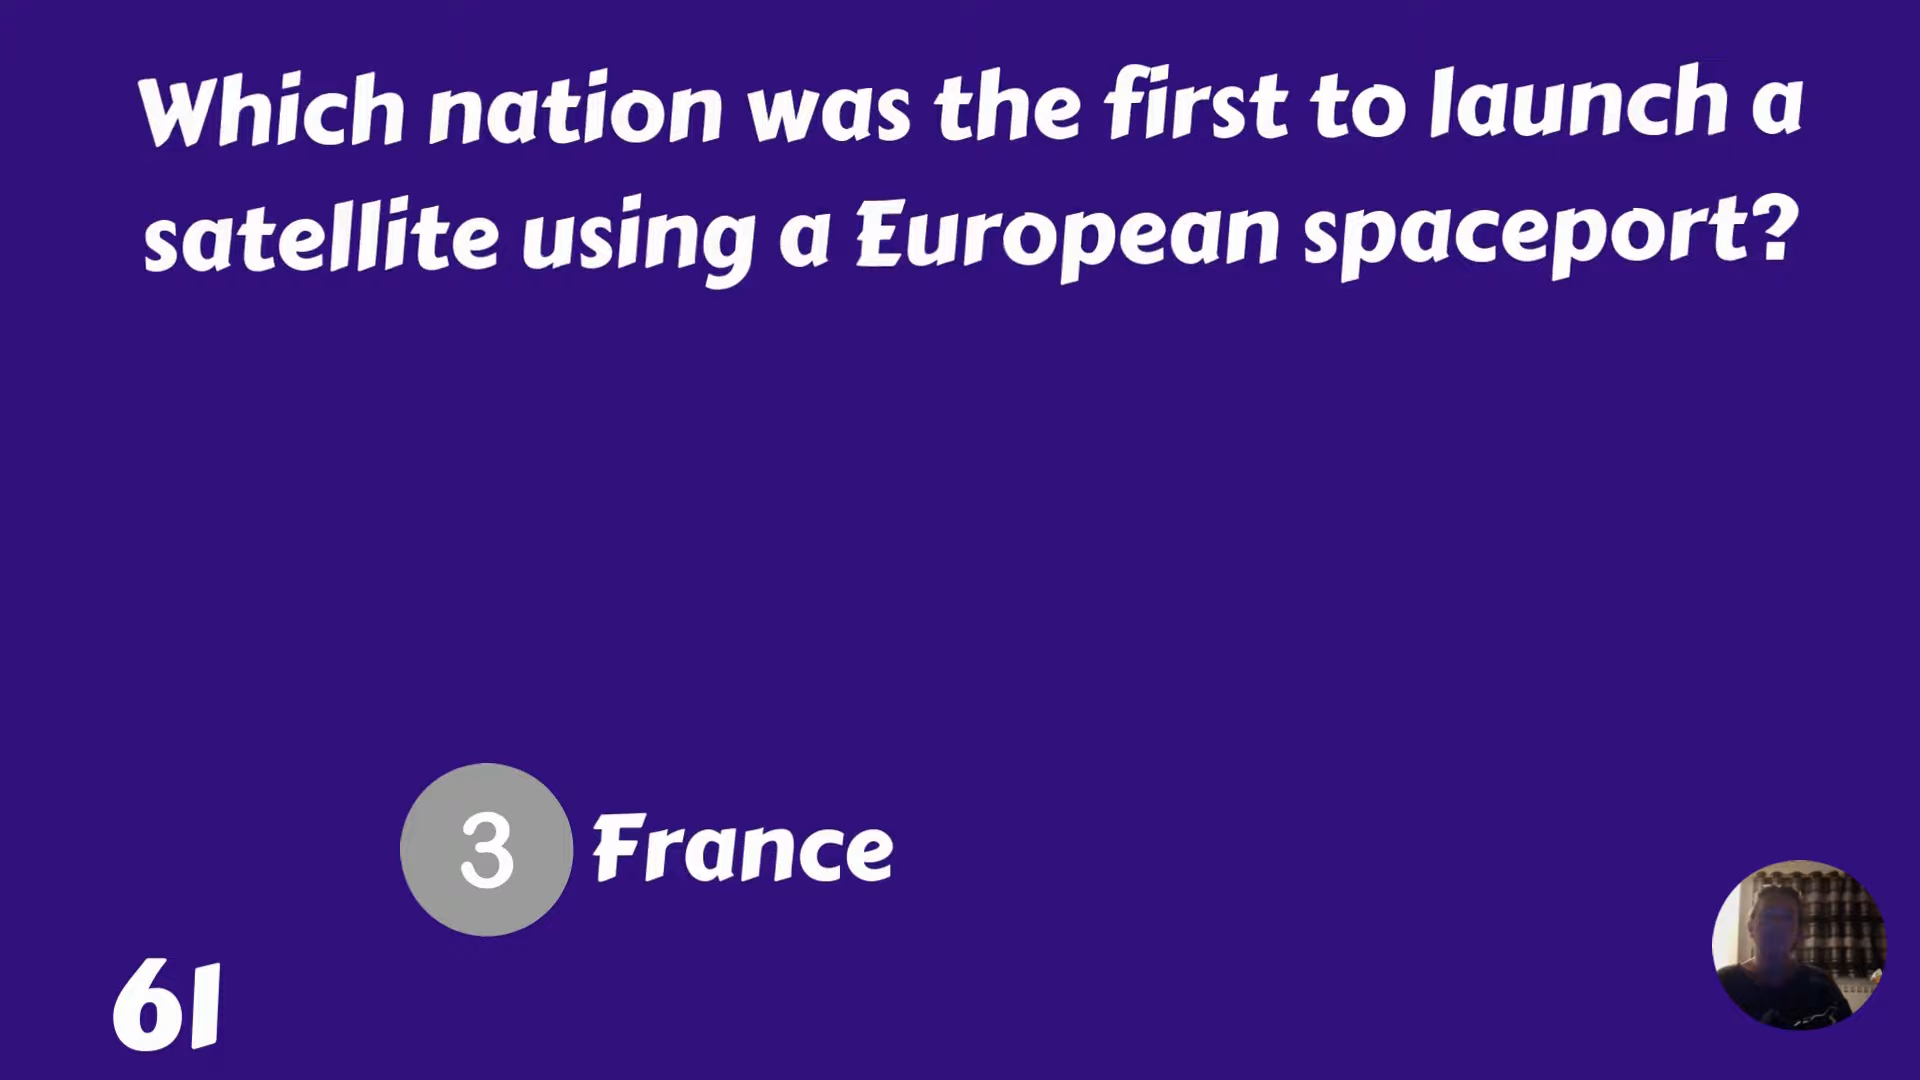 Which nation was the first to launch a
satellite using a European spaceport?
3 France
61